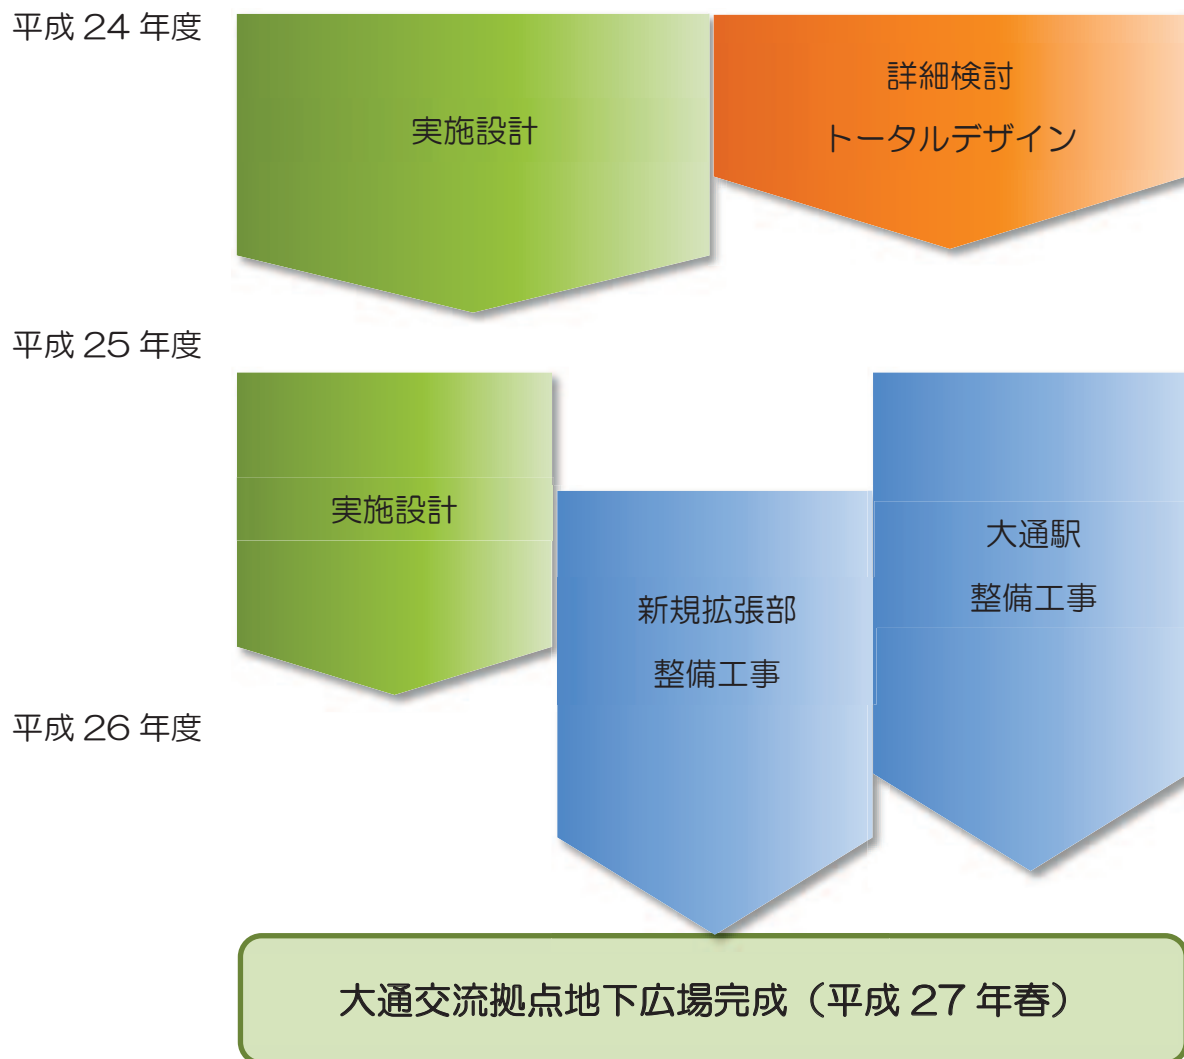 平成 24 年度
実施設計
詳細検討
トータルデザイン
平成 25 年度
実施設計
新規拡張部
整備工事
大通駅
整備工事
平成 26 年度
大通交流拠点地下広場完成（平成 27 年春）